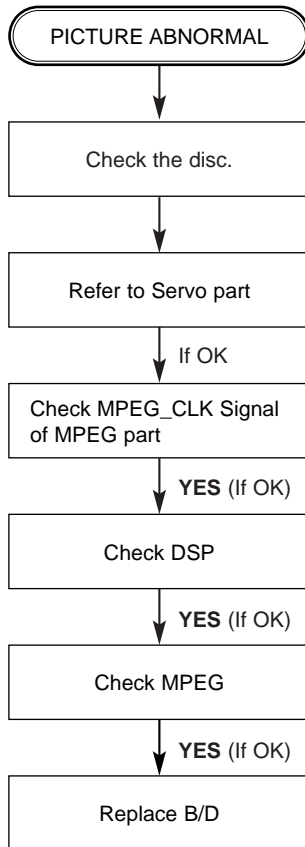 PICTURE ABNORMAL
Check the disc.
Refer to Servo part
If OK
Check MPEG_CLK Signal
of MPEG part
YES (If OK)
Check DSP
YES (If OK)
Check MPEG
YES (If OK)
Replace B/D